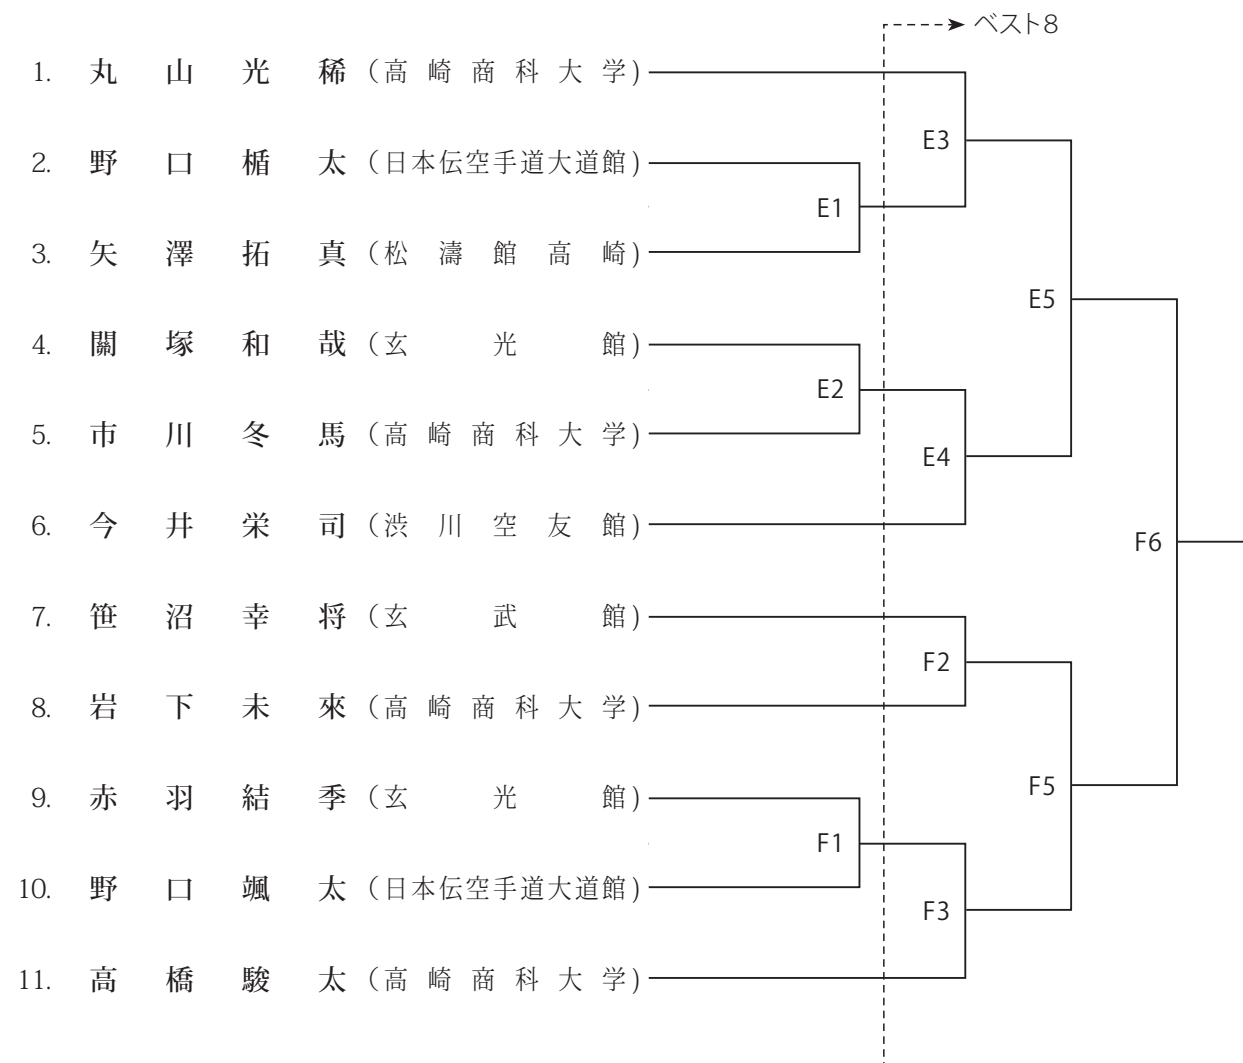 ベスト8
1. 丸山光稀(高崎商科大学)
E3
2. 野口楯太(日本伝空手道大道館)
E1
3. 矢澤拓真(松濤館高崎)
E5
4. 關塚和哉(玄光館)
E2
5. 市川冬馬(高崎商科大学)
E4
6. 今井栄司(渋川空友館)
F6
7. 笹沼幸将(玄武館)
F2
8. 岩下未來(高崎商科大学)
F5
9. 赤羽結季(玄光館)
F1
10. 野口颯太(日本伝空手道大道館)
F3
11. 高橋駿太(高崎商科大学)